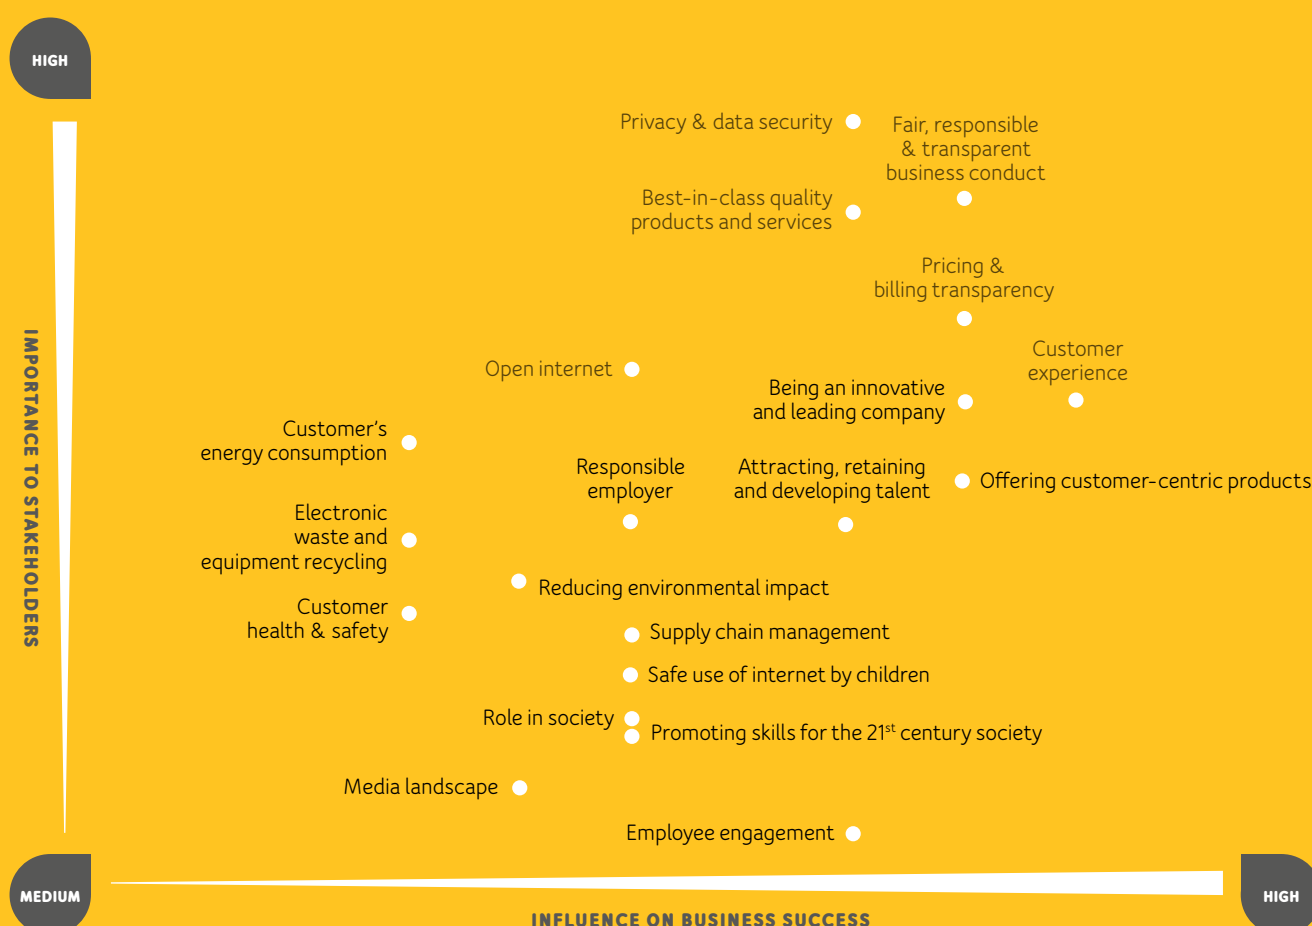 HIGH
Privacy & data security
Fair, responsible
& transparent
business conduct
Best-in-class quality
products and services
Pricing &
billing transparency
Customer
experience
Open internet
Being an innovative
and leading company
Customer's
energy consumption
Responsible
employer
Attracting, retaining
and developing talent
Offering customer-centric products
Electronic
waste and
equipment recycling
Reducing environmental impact
Customer
health & safety
Supply chain management
Safe use of internet by children
Role in society
Promoting skills for the 21st century society
Media landscape
Employee engagement
IMPORTANCE TO STAKEHOLDERS
MEDIUM
HIGH
INFLUENCE ON BUSINESS SUCCESS